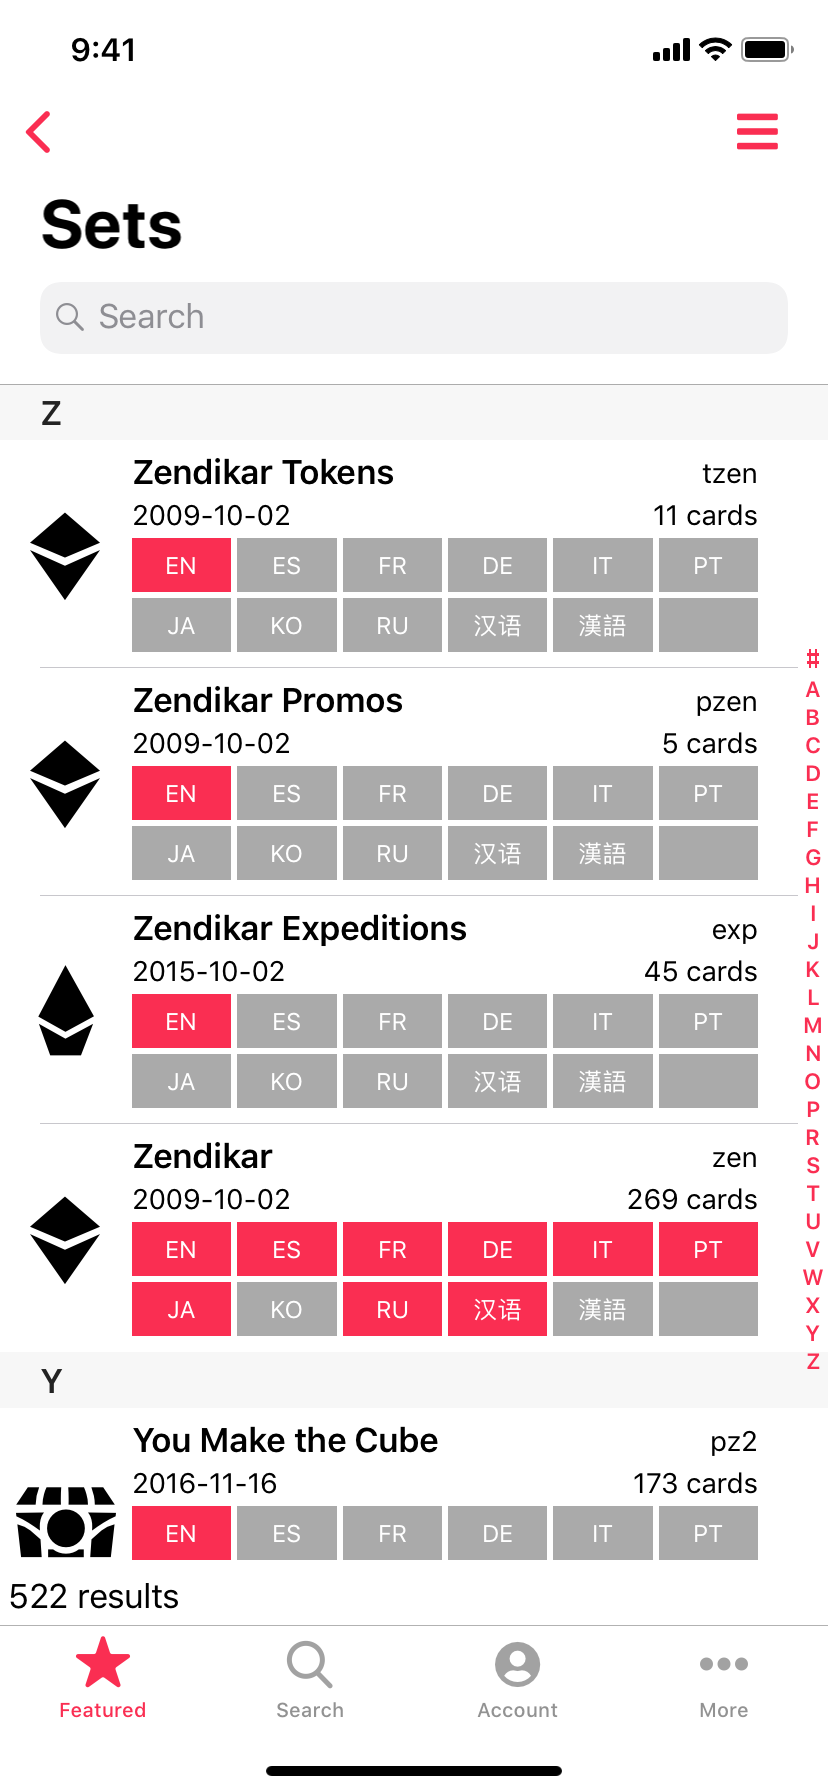 9:41
Sets
Search
Z
Zendikar Tokens tzen
2009-10-02 11 cards
EN ES FR DE IT PT
JA KO RU 汉语 漢語
Zendikar Promos pzen
2009-10-02 5 cards
EN ES FR DE IT PT
JA KO RU 汉语 漢語
Zendikar Expeditions exp
2015-10-02 45 cards
EN ES FR DE IT PT
JA KO RU 汉语 漢語
Zendikar zen
2009-10-02 269 cards
EN ES FR DE IT PT
JA KO RU 汉语 漢語
Y
You Make the Cube pz2
2016-11-16 173 cards
EN ES FR DE IT PT
522 results
#
A
B
C
D
E
F
G
H
I
J
K
L
M
N
O
P
R
S
T
U
V
W
X
Y
Z
Featured Search Account More